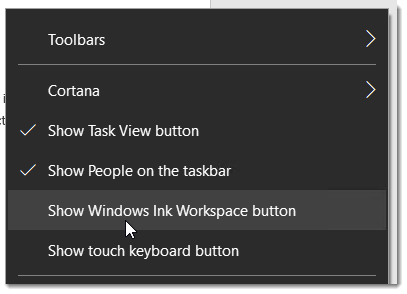 Toolbars
Cortana
Show Task View button
Show People on the taskbar
Show Windows Ink Workspace button
Show touch keyboard button